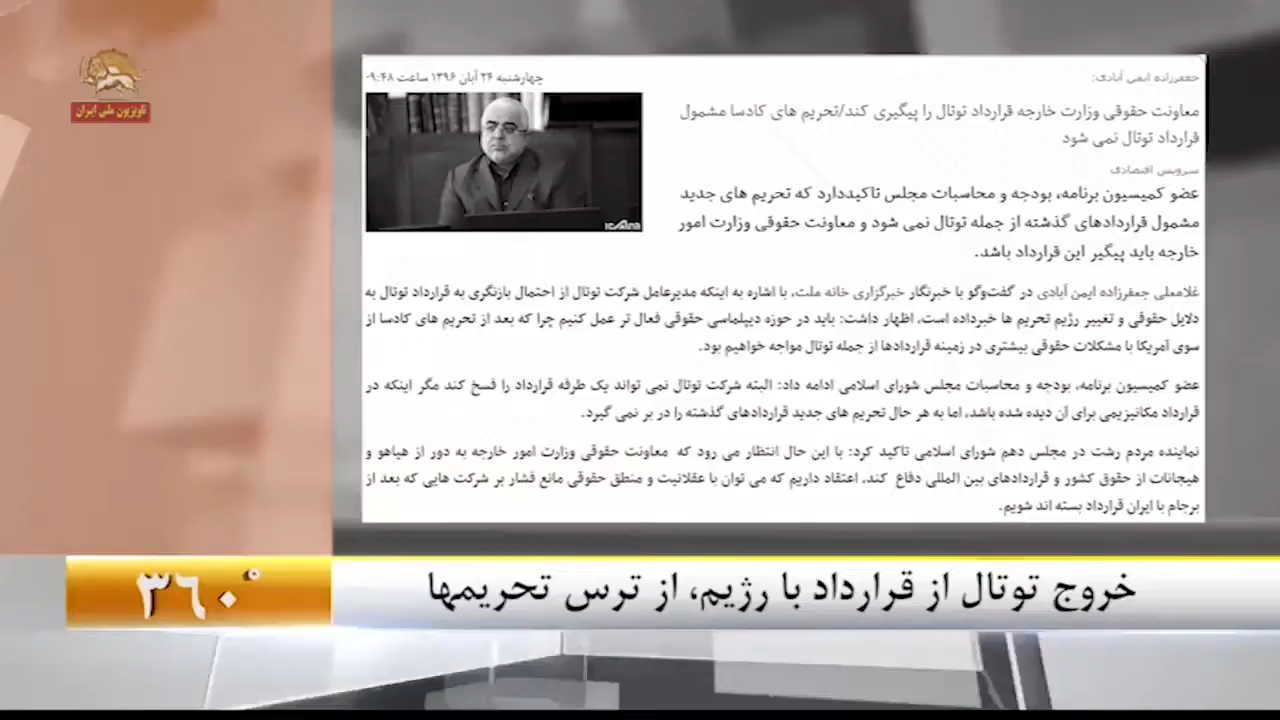 تلویزیون ملی ایران
جعفرزاده ایمن آبادی:
چهارشنبه ۲۴ آبان ۱۳۹۶ ساعت ۰۹:۴۸
معاونت حقوقی وزارت خارجه قرارداد توتال را پیگیری کند/تحریم های کادسا مشمول
قرارداد توتال نمی شود
سرویس اقتصادی
عضو کمیسیون برنامه، بودجه و محاسبات مجلس تاکیددارد که تحریم های جدید
مشمول قراردادهای گذشته از جمله توتال نمی شود و معاونت حقوقی وزارت امور
خارجه باید پیگیر این قرارداد باشد.
غلامعلی جعفرزاده ایمن آبادی در گفت‌وگو با خبرنگار خبرگزاری خانه ملت، با اشاره به اینکه مدیرعامل شرکت توتال از احتمال بازنگری به قرارداد توتال به
دلایل حقوقی و تغییر رژیم تحریم ها خبرداده است، اظهار داشت: باید در حوزه دیپلماسی حقوقی فعال تر عمل کنیم چرا که بعد از تحریم های کادسا از
سوی آمریکا با مشکلات حقوقی بیشتری در زمینه قراردادها از جمله توتال مواجه خواهیم بود.
عضو کمیسیون برنامه، بودجه و محاسبات مجلس شورای اسلامی ادامه داد: البته شرکت توتال نمی تواند یک طرفه قرارداد را فسخ کند مگر اینکه در
قرارداد مکانیزیمی برای آن دیده شده باشد، اما به هر حال تحریم های جدید قراردادهای گذشته را در بر نمی گیرد.
نماینده مردم رشت در مجلس دهم شورای اسلامی تاکید کرد: با این حال انتظار می رود که معاونت حقوقی وزارت امور خارجه به دور از هیاهو و
هیجانات از حقوق کشور و قراردادهای بین المللی دفاع کند، اعتقاد داریم که می توان با عقلانیت و منطق حقوقی مانع فشار بر شرکت هایی که بعد از
برجام با ایران قرارداد بسته اند شویم.
خروج توتال از قرارداد با رژیم، از ترس تحریمها
۳۶۰°